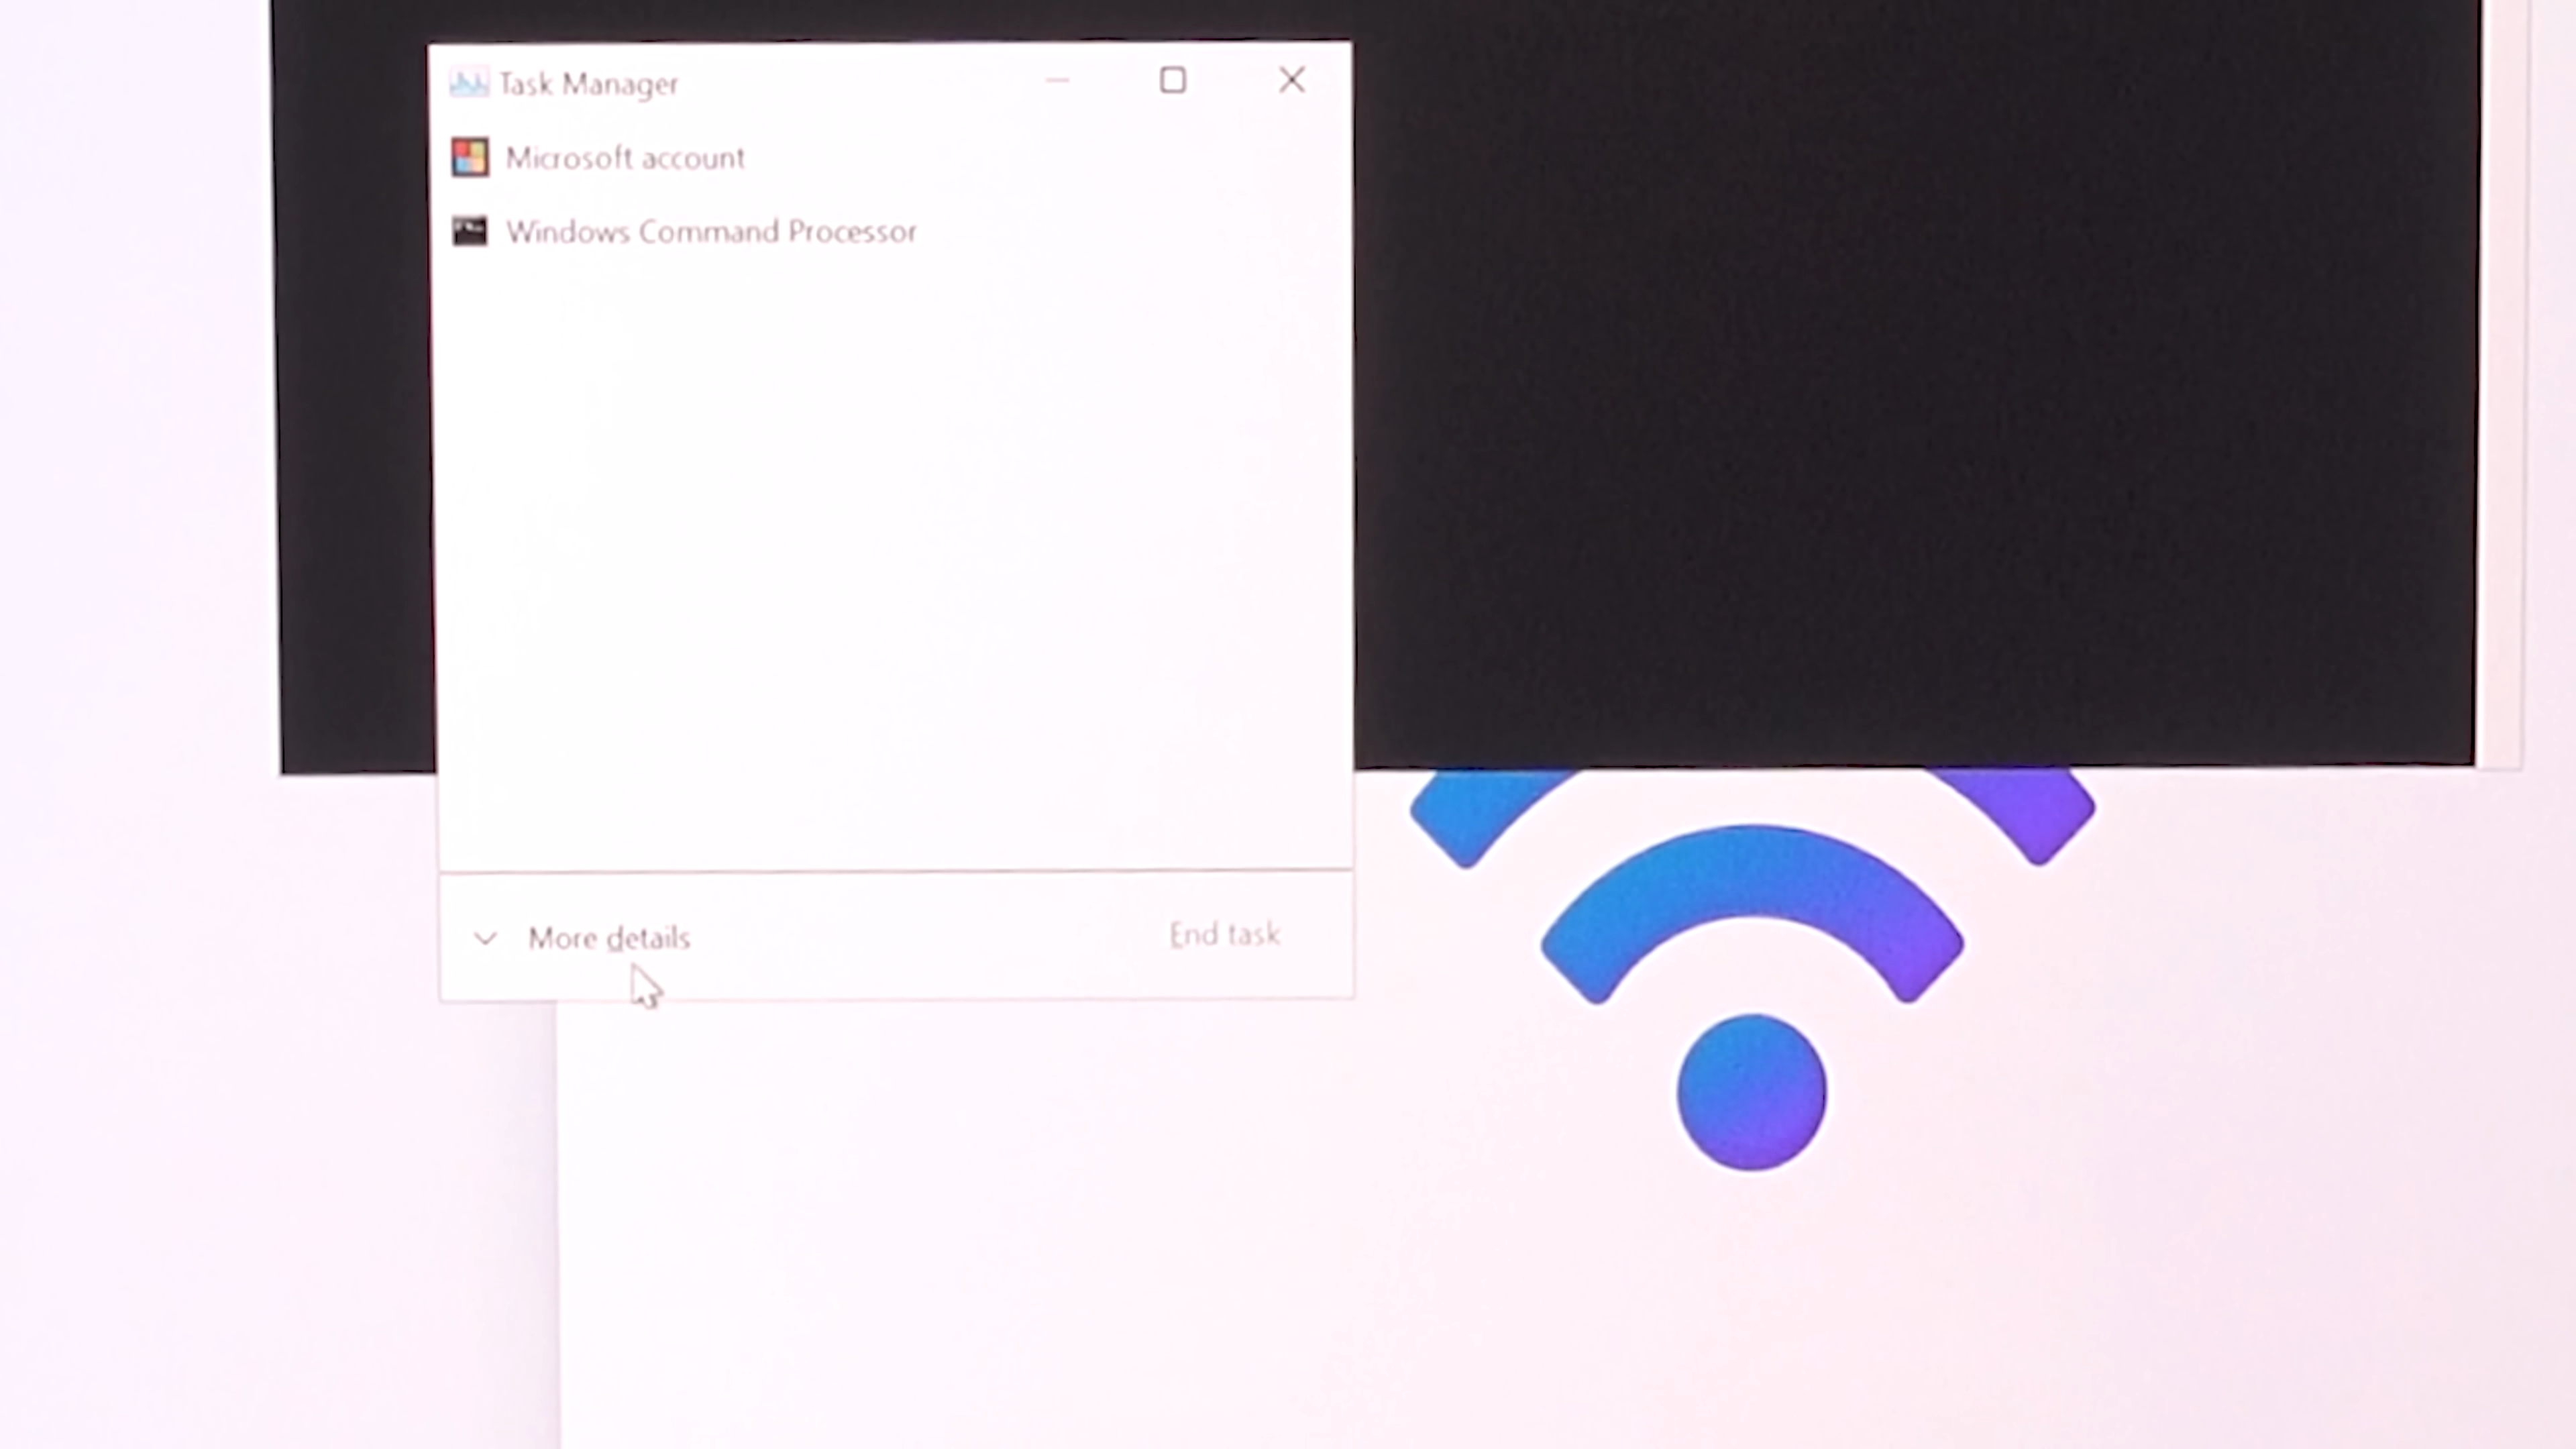 Task Manager
Microsoft account
Windows Command Processor
More details
End task